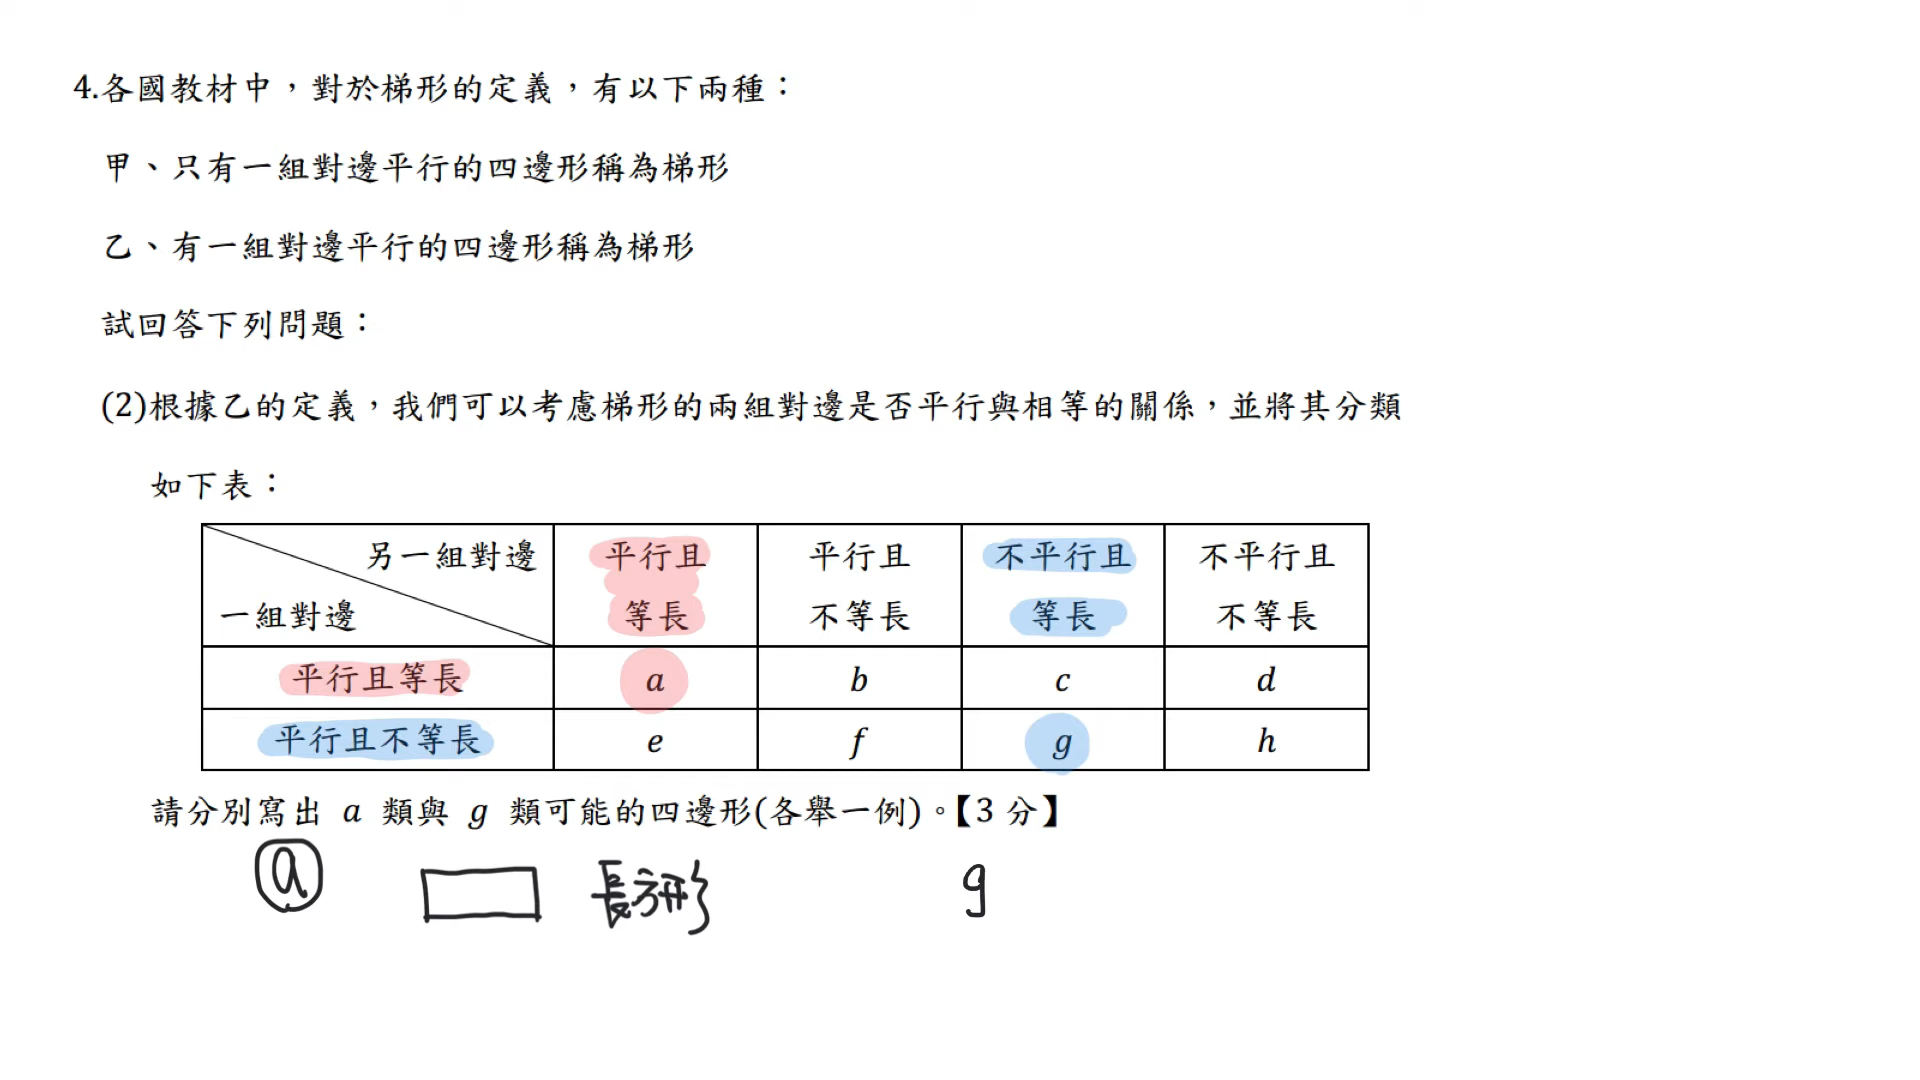 4.各國教材中，對於梯形的定義，有以下兩種：
甲、只有一組對邊平行的四邊形稱為梯形
乙、有一組對邊平行的四邊形稱為梯形
試回答下列問題：
(2)根據乙的定義，我們可以考慮梯形的兩組對邊是否平行與相等的關係，並將其分類
如下表：
另一組對邊
一組對邊
平行且
等長
平行且
不等長
不平行且
等長
不平行且
不等長
平行且等長 a b c d
平行且不等長 e f g h
請分別寫出 a 類與 g 類可能的四邊形(各舉一例)。【3 分】
a 長方形 g